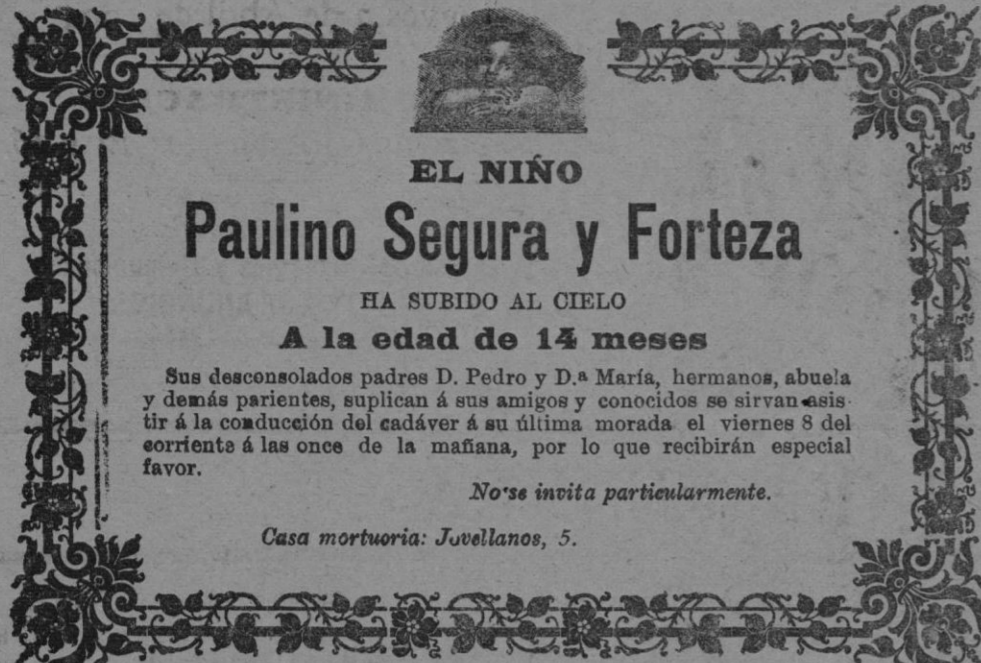 EL NIÑO
Paulino Segura y Forteza
HA SUBIDO AL CIELO
A la edad de 14 meses
Sus desconsolados padres D. Pedro y D.ª María, hermanos, abuela
y demás parientes, suplican á sus amigos y conocidos se sirvan asis-
tir á la conducción del cadáver á su última morada el viernes 8 del
corriente á las once de la mañana, por lo que recibirán especial
favor.
No se invita particularmente.
Casa mortuoria: Jovellanos, 5.